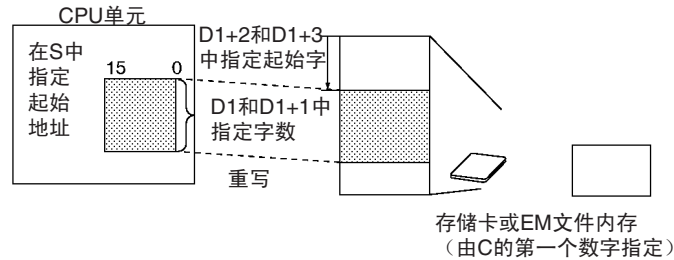 CPU单元
在S中
指定
起始
地址
15 0
D1+2和D1+3
中指定起始字
D1和D1+1中
指定字数
重写
存储卡或EM文件内存
（由C的第一个数字指定）